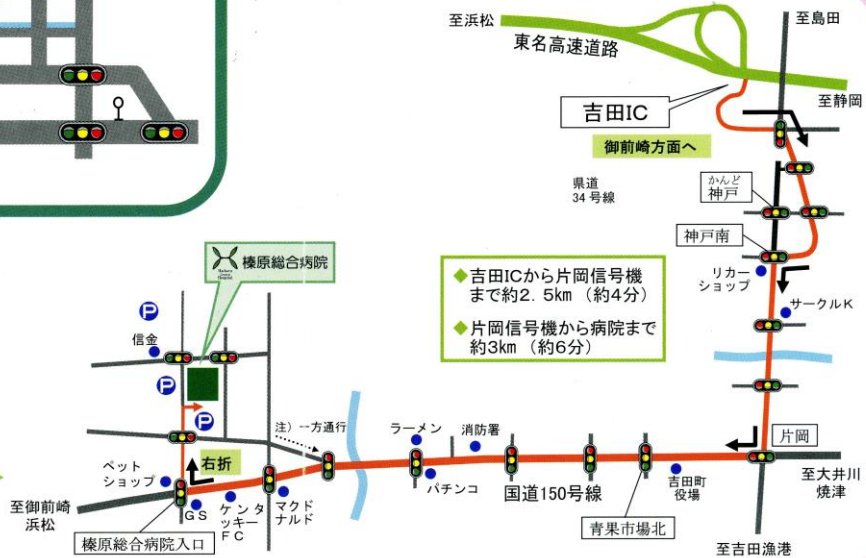 至浜松
東名高速道路
至島田
至静岡
吉田IC
御前崎方面へ
県道
34号線
かんど
神戸
神戸南
リカー
ショップ
サークルK
榛原総合病院
◆吉田ICから片岡信号機
まで約2.5km（約4分）
◆片岡信号機から病院まで
約3km（約6分）
P
信金
P
P
注）一方通行
ラーメン
消防署
片岡
右折
ペット
ショップ
パチンコ
国道150号線
吉田町
役場
至大井川
焼津
至御前崎
浜松
GS
ケンタ
ッキー
FC
マクド
ナルド
青果市場北
榛原総合病院入口
至吉田漁港